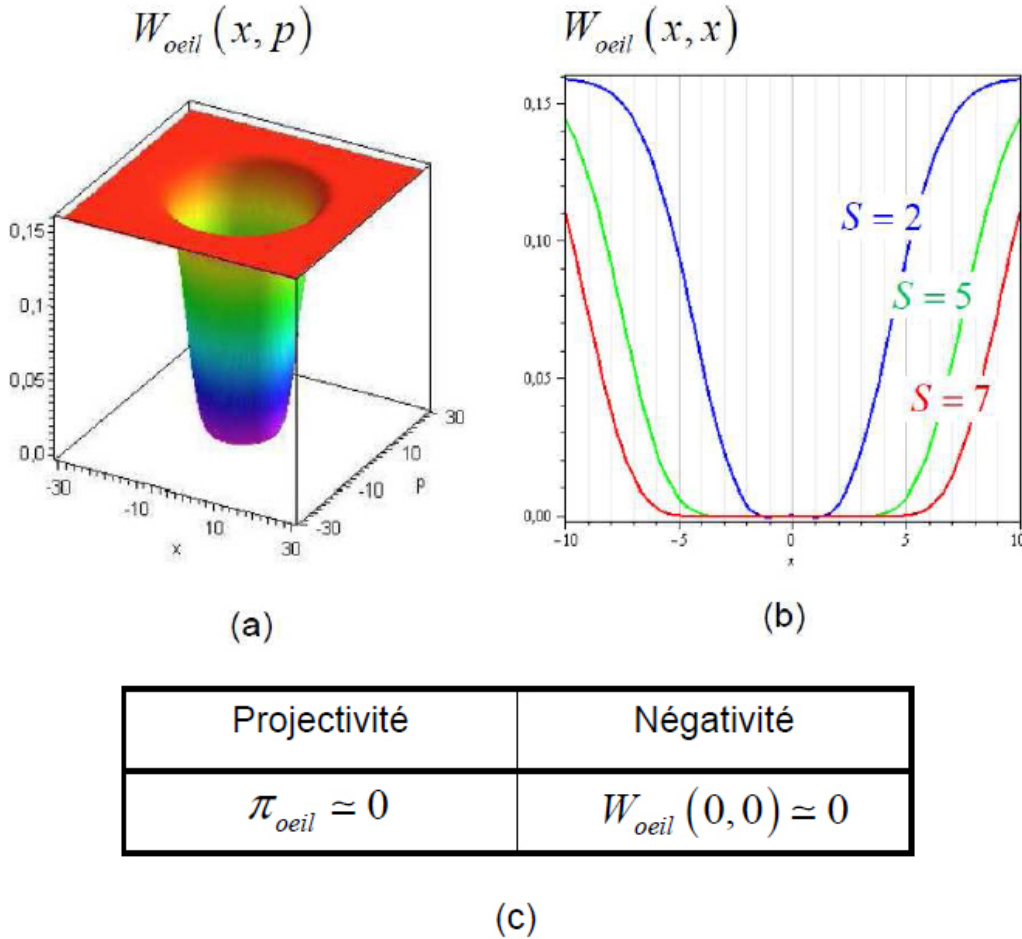 W_oeil (x, p)
W_oeil (x, x)
0,15
0,1
0,05
0,0
-30
-10
10
30
x
-30
-10
10
30
p
0,15
0,10
0,05
0,00
S = 2
S = 5
S = 7
-10 -5 0 5 10
x
(a)
(b)
Projectivité Négativité
π_oeil ≃ 0 W_oeil (0,0) ≃ 0
(c)